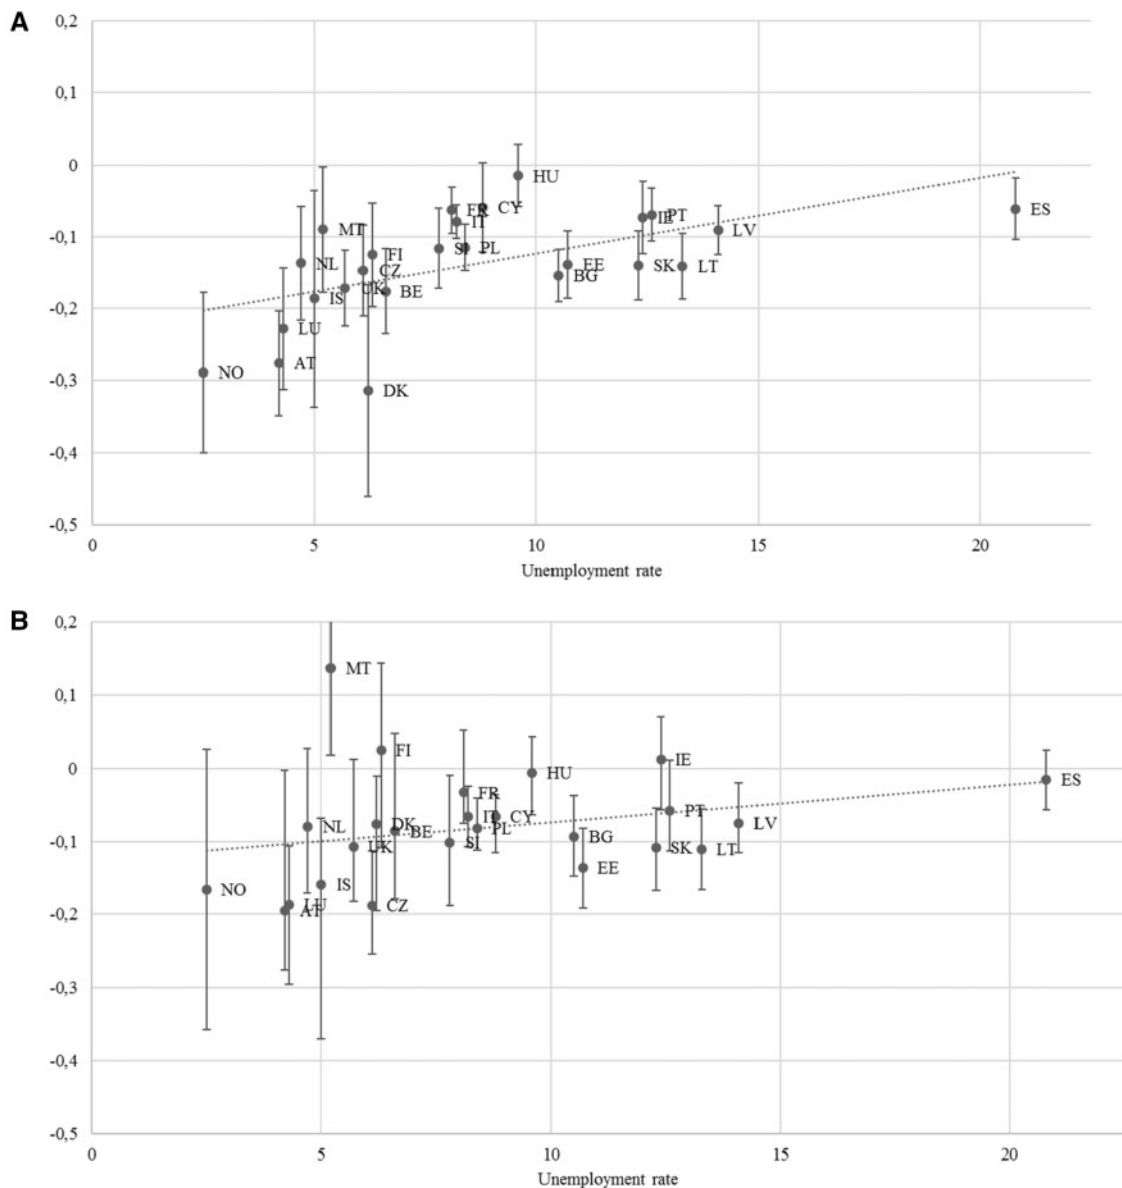 A
0,2
0,1
0
HU
FR CY
IT
PT
IE
ES
MT
LV
FI SI PL
NL CZ EE SK LT
BG
IS UK BE
-0,1
-0,2
LU
AT
NO
-0,3
DK
-0,4
-0,5
0 5 10 15 20
Unemployment rate
B
0,2
MT
0,1
FI
IE
0
HU
ES
FR
PT
NL DK IT CY LV
BE PL
-0,1
UK SI BG SK LT
EE
IS
NO
LU CZ
AT
-0,2
-0,3
-0,4
-0,5
0 5 10 15 20
Unemployment rate